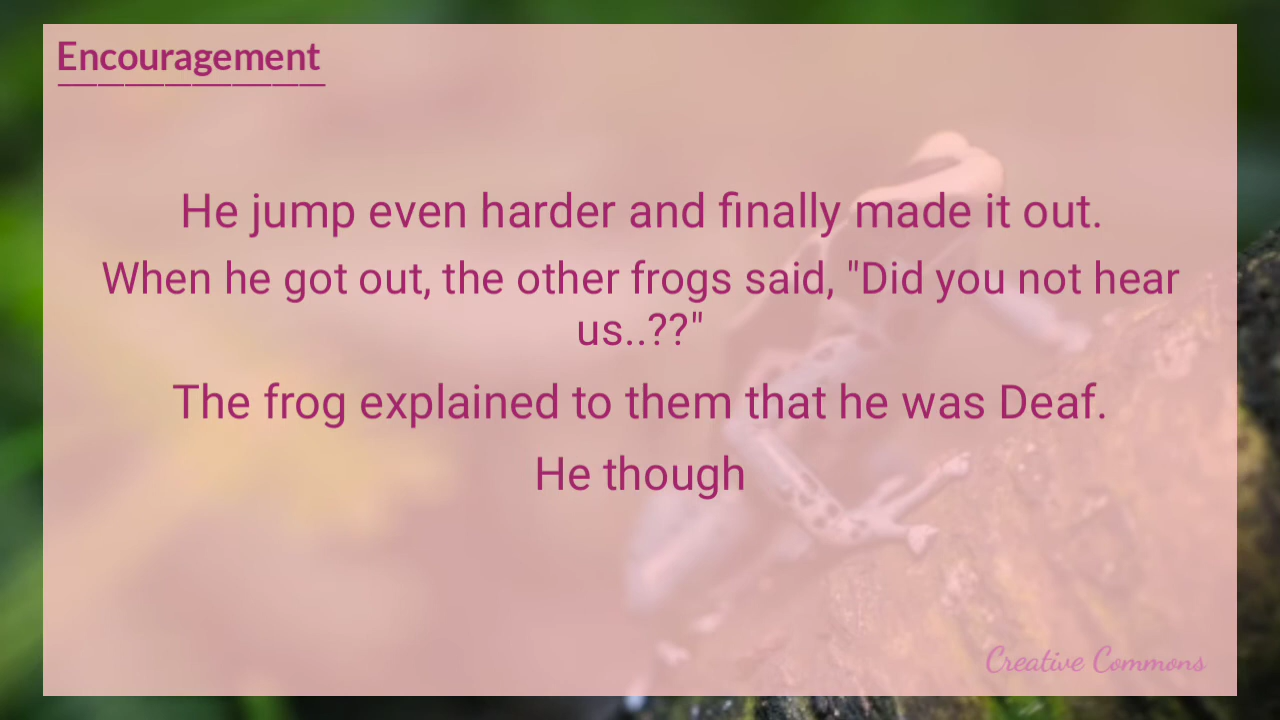 Encouragement
He jump even harder and finally made it out.
When he got out, the other frogs said, "Did you not hear
us..??"
The frog explained to them that he was Deaf.
He though
Creative Commons